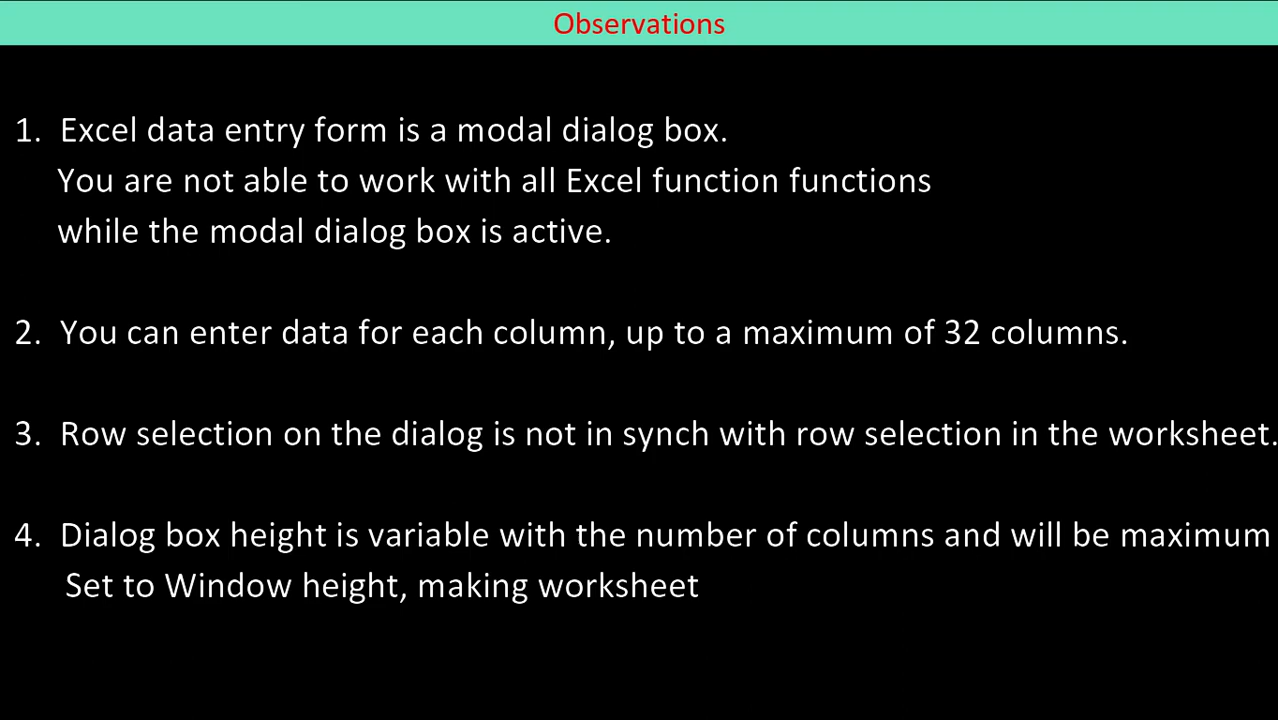 Observations
1. Excel data entry form is a modal dialog box.
You are not able to work with all Excel function functions
while the modal dialog box is active.
2. You can enter data for each column, up to a maximum of 32 columns.
3. Row selection on the dialog is not in synch with row selection in the worksheet.
4. Dialog box height is variable with the number of columns and will be maximum
Set to Window height, making worksheet